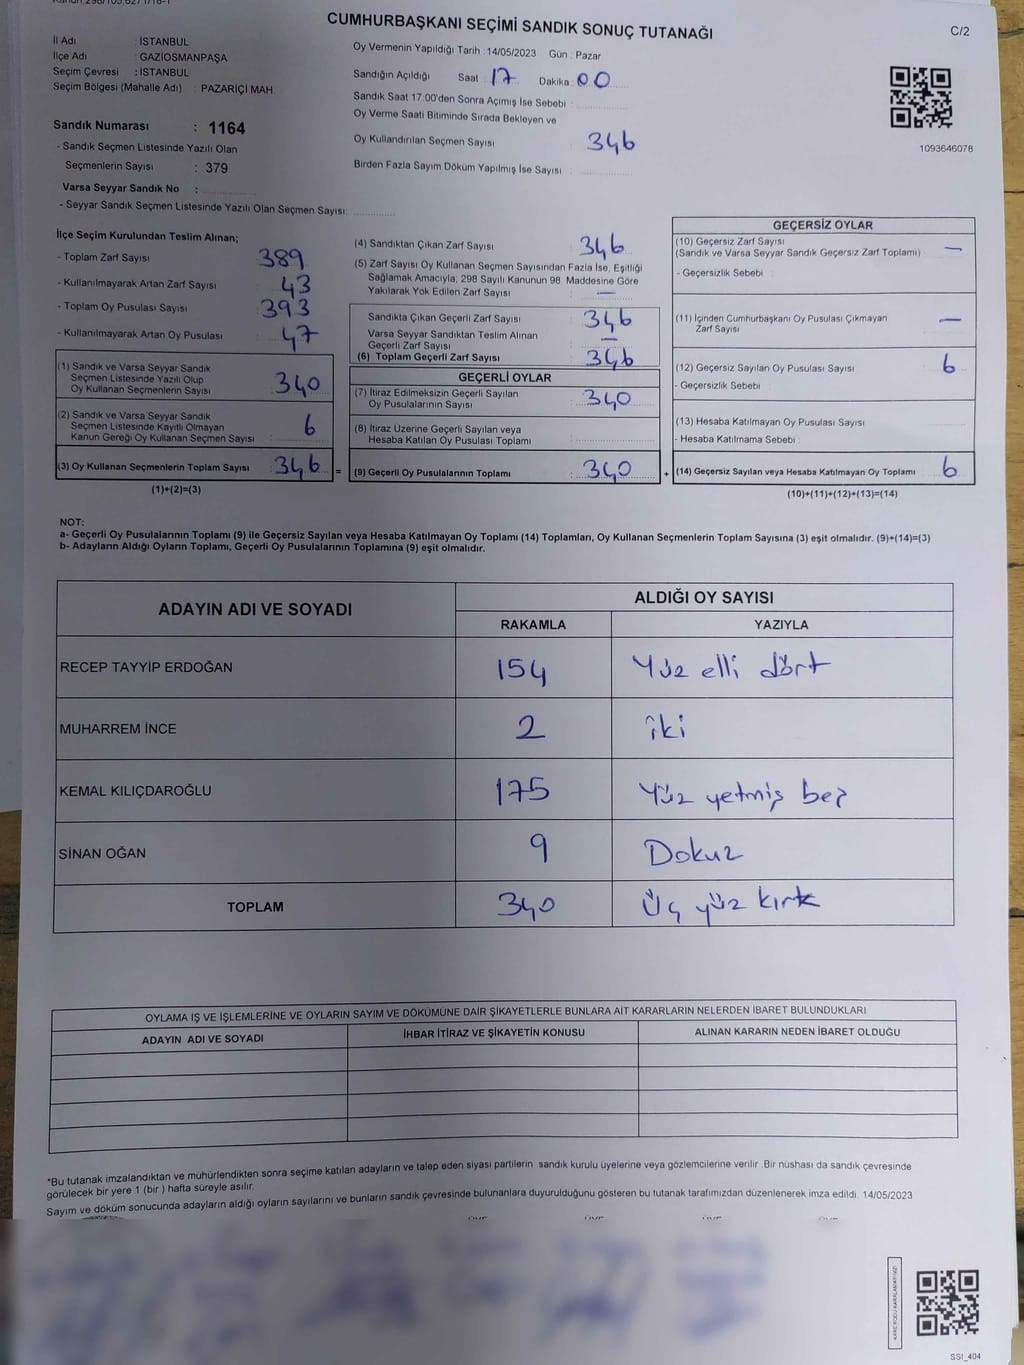 CUMHURBAŞKANI SEÇİMİ SANDIK SONUÇ TUTANAĞI
C/2
İl Adı : İSTANBUL
İlçe Adı : GAZİOSMANPAŞA
Seçim Çevresi : İSTANBUL
Seçim Bölgesi (Mahalle Adı) : PAZARİÇİ MAH.
Sandık Numarası : 1164
- Sandık Seçmen Listesinde Yazılı Olan
Seçmenlerin Sayısı : 379
Varsa Seyyar Sandık No :
- Seyyar Sandık Seçmen Listesinde Yazılı Olan Seçmen Sayısı:
Oy Vermenin Yapıldığı Tarih : 14/05/2023 Gün : Pazar
Sandığın Açıldığı Saat : 17 Dakika : 00
Sandık Saat 17:00'den Sonra Açımış İse Sebebi :
Oy Verme Saati Bitiminde Sırada Bekleyen ve
Oy Kullandırılan Seçmen Sayısı : 346
Birden Fazla Sayım Döküm Yapılmış İse Sayısı :
1093646078
İlçe Seçim Kurulundan Teslim Alınan;
- Toplam Zarf Sayısı : 389
- Kullanılmayarak Artan Zarf Sayısı : 43
- Toplam Oy Pusulası Sayısı : 393
- Kullanılmayarak Artan Oy Pusulası : 47
(1) Sandık ve Varsa Seyyar Sandık
Seçmen Listesinde Yazılı Olup
Oy Kullanan Seçmenlerin Sayısı : 340
(2) Sandık ve Varsa Seyyar Sandık
Seçmen Listesinde Kayıtlı Olmayan
Kanun Gereği Oy Kullanan Seçmen Sayısı : 6
(3) Oy Kullanan Seçmenlerin Toplam Sayısı : 346 =
(1)+(2)=(3)
(4) Sandıktan Çıkan Zarf Sayısı : 346
(5) Zarf Sayısı Oy Kullanan Seçmen Sayısından Fazla İse, Eşitliği
Sağlamak Amacıyla; 298 Sayılı Kanunun 98. Maddesine Göre
Yakılarak Yok Edilen Zarf Sayısı : —
Sandıkta Çıkan Geçerli Zarf Sayısı : 346
Varsa Seyyar Sandıktan Teslim Alınan
Geçerli Zarf Sayısı : —
(6) Toplam Geçerli Zarf Sayısı : 346
GEÇERLİ OYLAR
(7) İtiraz Edilmeksizin Geçerli Sayılan
Oy Pusulalarının Sayısı : 340
(8) İtiraz Üzerine Geçerli Sayılan veya
Hesaba Katılan Oy Pusulası Toplamı :
(9) Geçerli Oy Pusulalarının Toplamı : 340 +
GEÇERSİZ OYLAR
(10) Geçersiz Zarf Sayısı
(Sandık ve Varsa Seyyar Sandık Geçersiz Zarf Toplamı) : —
- Geçersizlik Sebebi :
(11) İçinden Cumhurbaşkanı Oy Pusulası Çıkmayan
Zarf Sayısı : —
(12) Geçersiz Sayılan Oy Pusulası Sayısı : 6
- Geçersizlik Sebebi :
(13) Hesaba Katılmayan Oy Pusulası Sayısı :
- Hesaba Katılmama Sebebi :
(14) Geçersiz Sayılan veya Hesaba Katılmayan Oy Toplamı : 6
(10)+(11)+(12)+(13)=(14)
NOT:
a- Geçerli Oy Pusulalarının Toplamı (9) ile Geçersiz Sayılan veya Hesaba Katılmayan Oy Toplamı (14) Toplamları, Oy Kullanan Seçmenlerin Toplam Sayısına (3) eşit olmalıdır. (9)+(14)=(3)
b- Adayların Aldığı Oyların Toplamı, Geçerli Oy Pusulalarının Toplamına (9) eşit olmalıdır.
ADAYIN ADI VE SOYADI ALDIĞI OY SAYISI
RAKAMLA YAZIYLA
RECEP TAYYİP ERDOĞAN 154 Yüz elli dört
MUHARREM İNCE 2 iki
KEMAL KILIÇDAROĞLU 175 Yüz yetmiş beş
SİNAN OĞAN 9 Dokuz
TOPLAM 340 Üç yüz kırk
OYLAMA İŞ VE İŞLEMLERİNE VE OYLARIN SAYIM VE DÖKÜMÜNE DAİR ŞİKAYETLERLE BUNLARA AİT KARARLARIN NELERDEN İBARET BULUNDUKLARI
ADAYIN ADI VE SOYADI İHBAR İTİRAZ VE ŞİKAYETİN KONUSU ALINAN KARARIN NEDEN İBARET OLDUĞU
*Bu tutanak imzalandıktan ve mühürlendikten sonra seçime katılan adayların ve talep eden siyasi partilerin sandık kurulu üyelerine veya gözlemcilerine verilir. Bir nüshası da sandık çevresinde
görülecek bir yere 1 (bir ) hafta süreyle asılır.
Sayım ve döküm sonucunda adayların aldığı oyların sayılarını ve bunların sandık çevresinde bulunanlara duyurulduğunu gösteren bu tutanak tarafımızdan düzenlenerek imza edildi. 14/05/2023
SSI_404